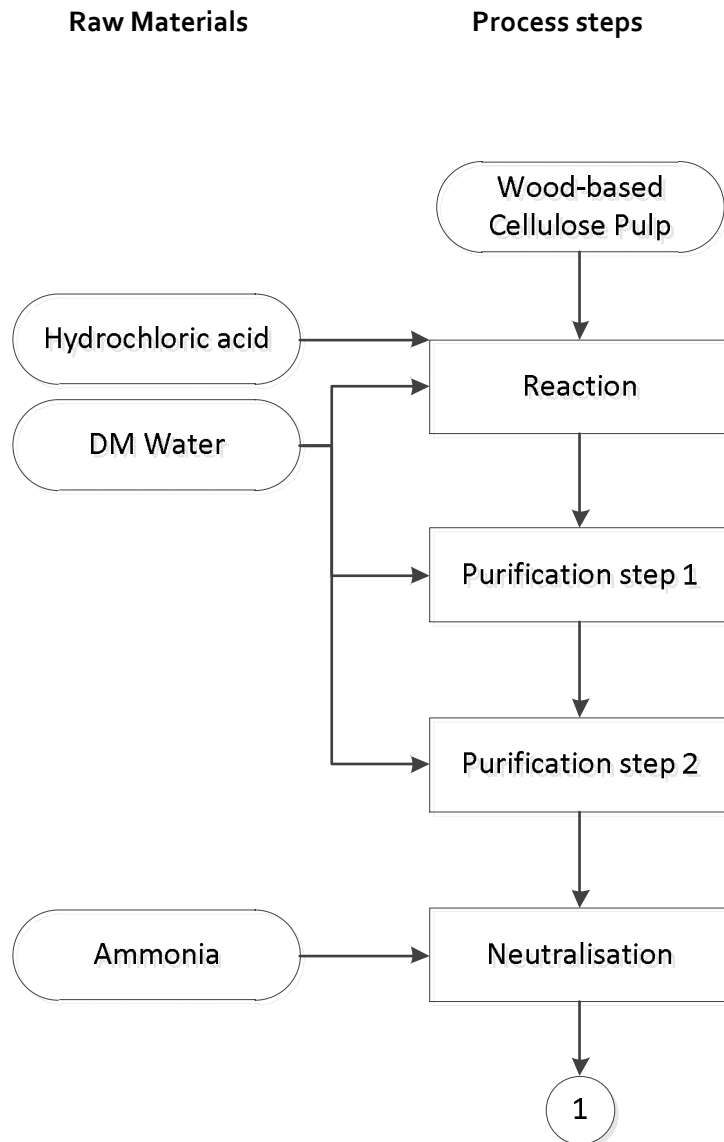 Raw Materials
Process steps
Wood-based
Cellulose Pulp
Hydrochloric acid
Reaction
DM Water
Purification step 1
Purification step 2
Ammonia
Neutralisation
1